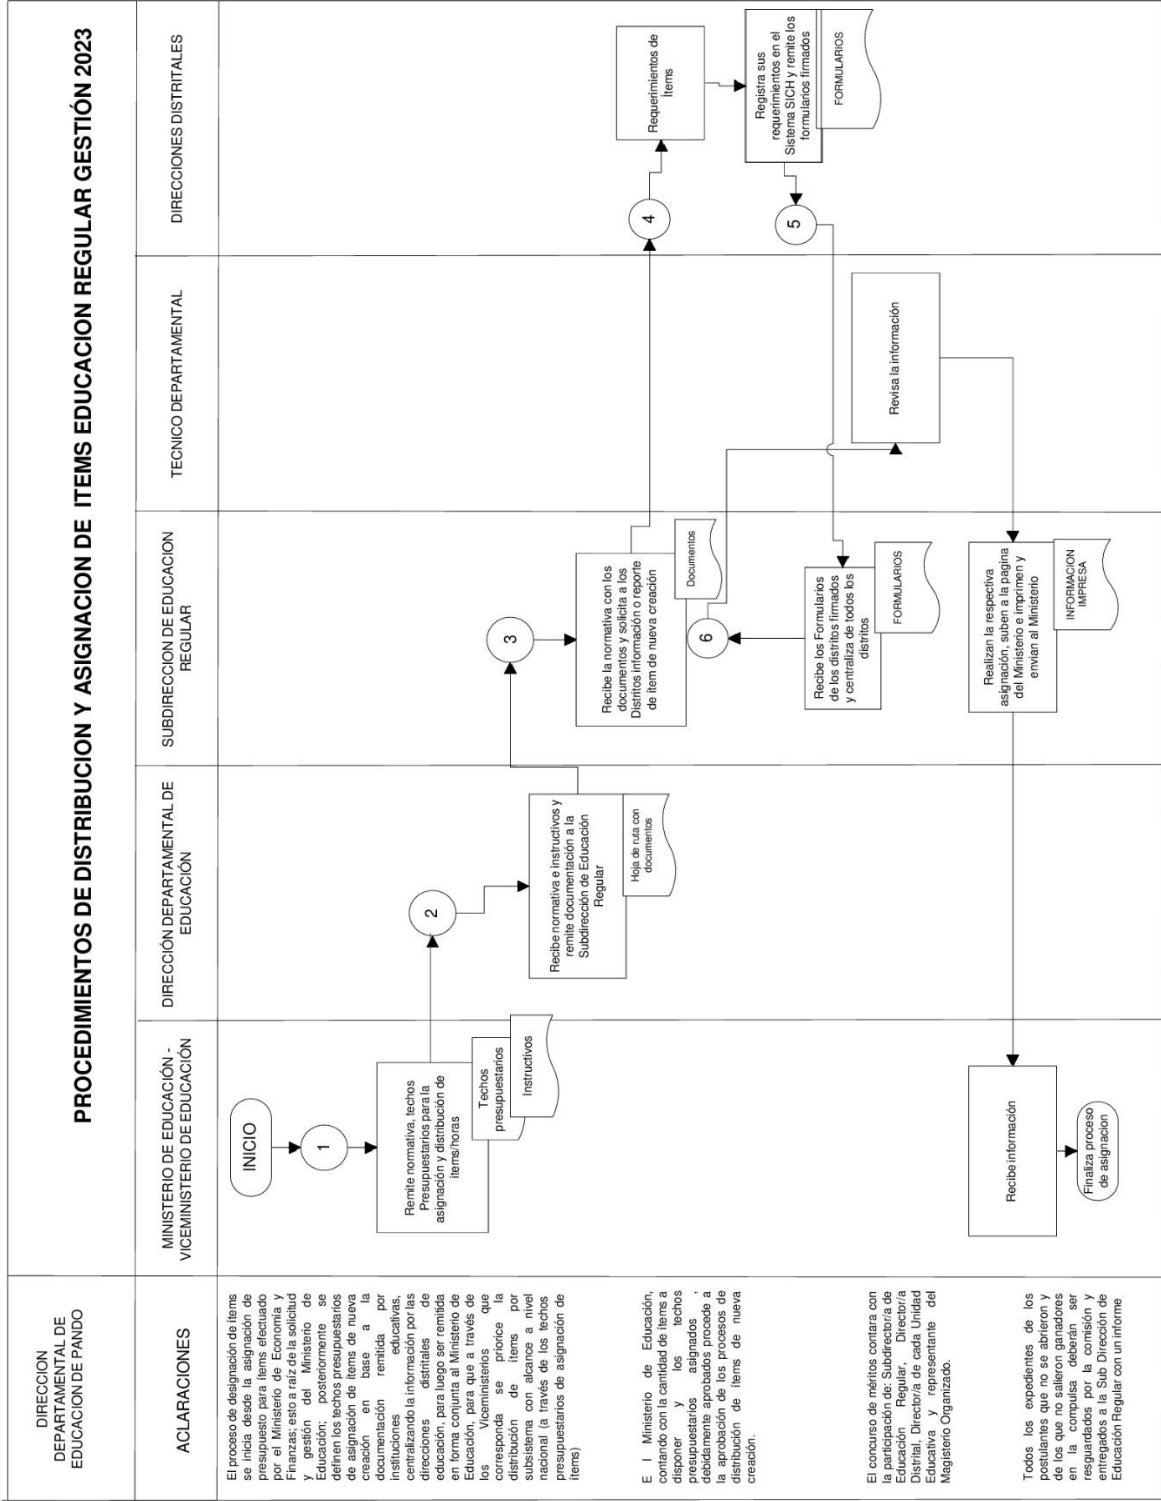 DIRECCION
DEPARTAMENTAL DE
EDUCACION DE PANDO
PROCEDIMIENTOS DE DISTRIBUCION Y ASIGNACION DE ITEMS EDUCACION REGULAR GESTIÓN 2023
ACLARACIONES
MINISTERIO DE EDUCACIÓN -
VICEMINISTERIO DE EDUCACIÓN
DIRECCIÓN DEPARTAMENTAL DE
EDUCACIÓN
SUBDIRECCION DE EDUCACION
REGULAR
TECNICO DEPARTAMENTAL
DIRECCIONES DISTRITALES
El proceso de designación de ítems
se inicia desde la asignación de
presupuesto para ítems efectuado
por el Ministerio de Economía y
Finanzas; esto a raíz de la solicitud
y gestión del Ministerio de
Educación; posteriormente se
definen los techos presupuestarios
de asignación de ítems de nueva
creación en base a la
documentación remitida por
instituciones educativas,
centralizando la información por las
direcciones distritales de
educación, para luego ser remitida
en forma conjunta al Ministerio de
Educación, para que a través de
los Viceministerios que
corresponda se priorice la
distribución de ítems por
subsistema con alcance a nivel
nacional (a través de los techos
presupuestarios de asignación de
ítems)
E l Ministerio de Educación,
contando con la cantidad de ítems a
disponer y los techos
presupuestarios asignados ,
debidamente aprobados procede a
la aprobación de los procesos de
distribución de ítems de nueva
creación.
El concurso de méritos contara con
la participación de: Subdirector/a de
Educación Regular, Director/a
Distrital, Director/a de cada Unidad
Educativa y representante del
Magisterio Organizado.
Todos los expedientes de los
postulantes que no se abrieron y
de los que no salieron ganadores
en la compulsa deberán ser
resguardados por la comisión y
entregados a la Sub Dirección de
Educación Regular con un informe
INICIO
1
Remite normativa, techos
Presupuestarios para la
asignación y distribución de
items/horas
Techos
presupuestarios
Instructivos
2
Recibe normativa e instructivos y
remite documentación a la
Subdirección de Educación
Regular
Hoja de ruta con
documentos
3
Recibe la normativa con los
documentos y solicita a los
Distritos información o reporte
de ítem de nueva creación
Documentos
4
Requerimientos de
Ítems
Registra sus
requerimientos en el
Sistema SICH y remite los
formularios firmados
FORMULARIOS
5
Recibe los Formularios
de los distritos firmados
y centraliza de todos los
distritos
FORMULARIOS
6
Revisa la información
Realizan la respectiva
asignación, suben a la pagina
del Ministerio e imprimen y
envian al Ministerio
INFORMACION
IMPRESA
Recibe información
Finaliza proceso
de asignacion